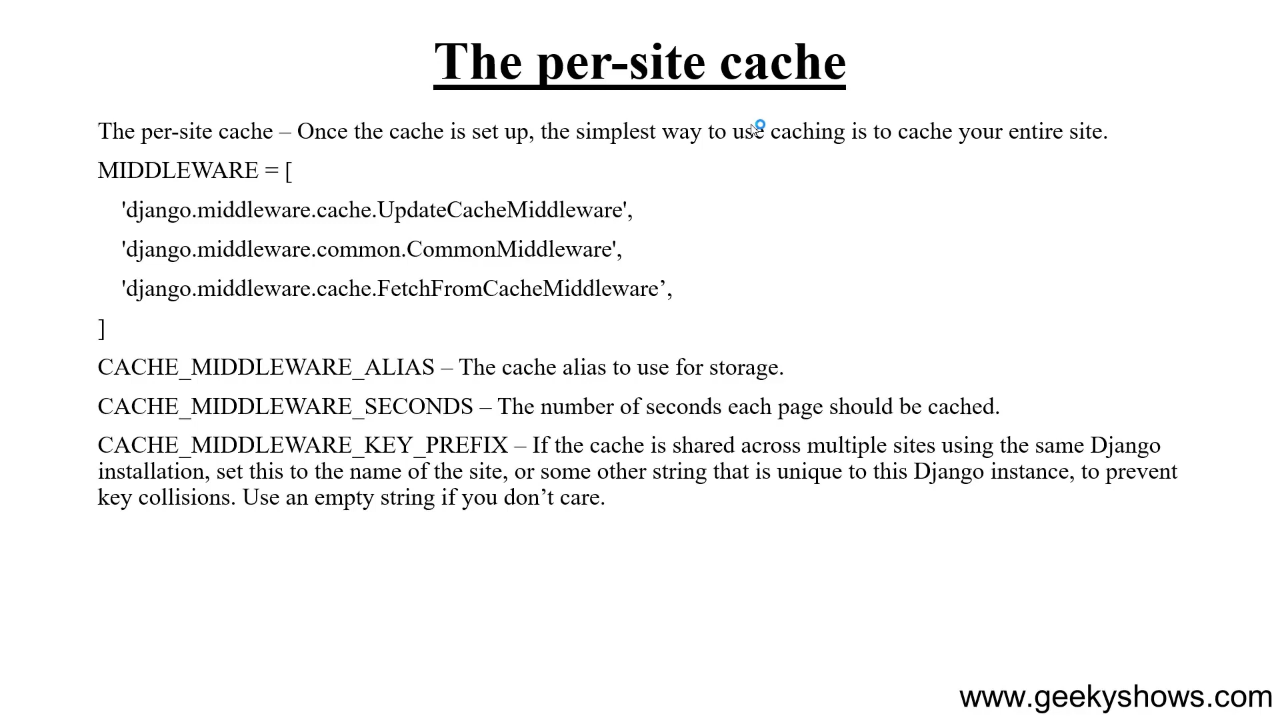 The per-site cache
The per-site cache – Once the cache is set up, the simplest way to use caching is to cache your entire site.
MIDDLEWARE = [
'django.middleware.cache.UpdateCacheMiddleware',
'django.middleware.common.CommonMiddleware',
'django.middleware.cache.FetchFromCacheMiddleware’,
]
CACHE_MIDDLEWARE_ALIAS – The cache alias to use for storage.
CACHE_MIDDLEWARE_SECONDS – The number of seconds each page should be cached.
CACHE_MIDDLEWARE_KEY_PREFIX – If the cache is shared across multiple sites using the same Django
installation, set this to the name of the site, or some other string that is unique to this Django instance, to prevent
key collisions. Use an empty string if you don’t care.
www.geekyshows.com